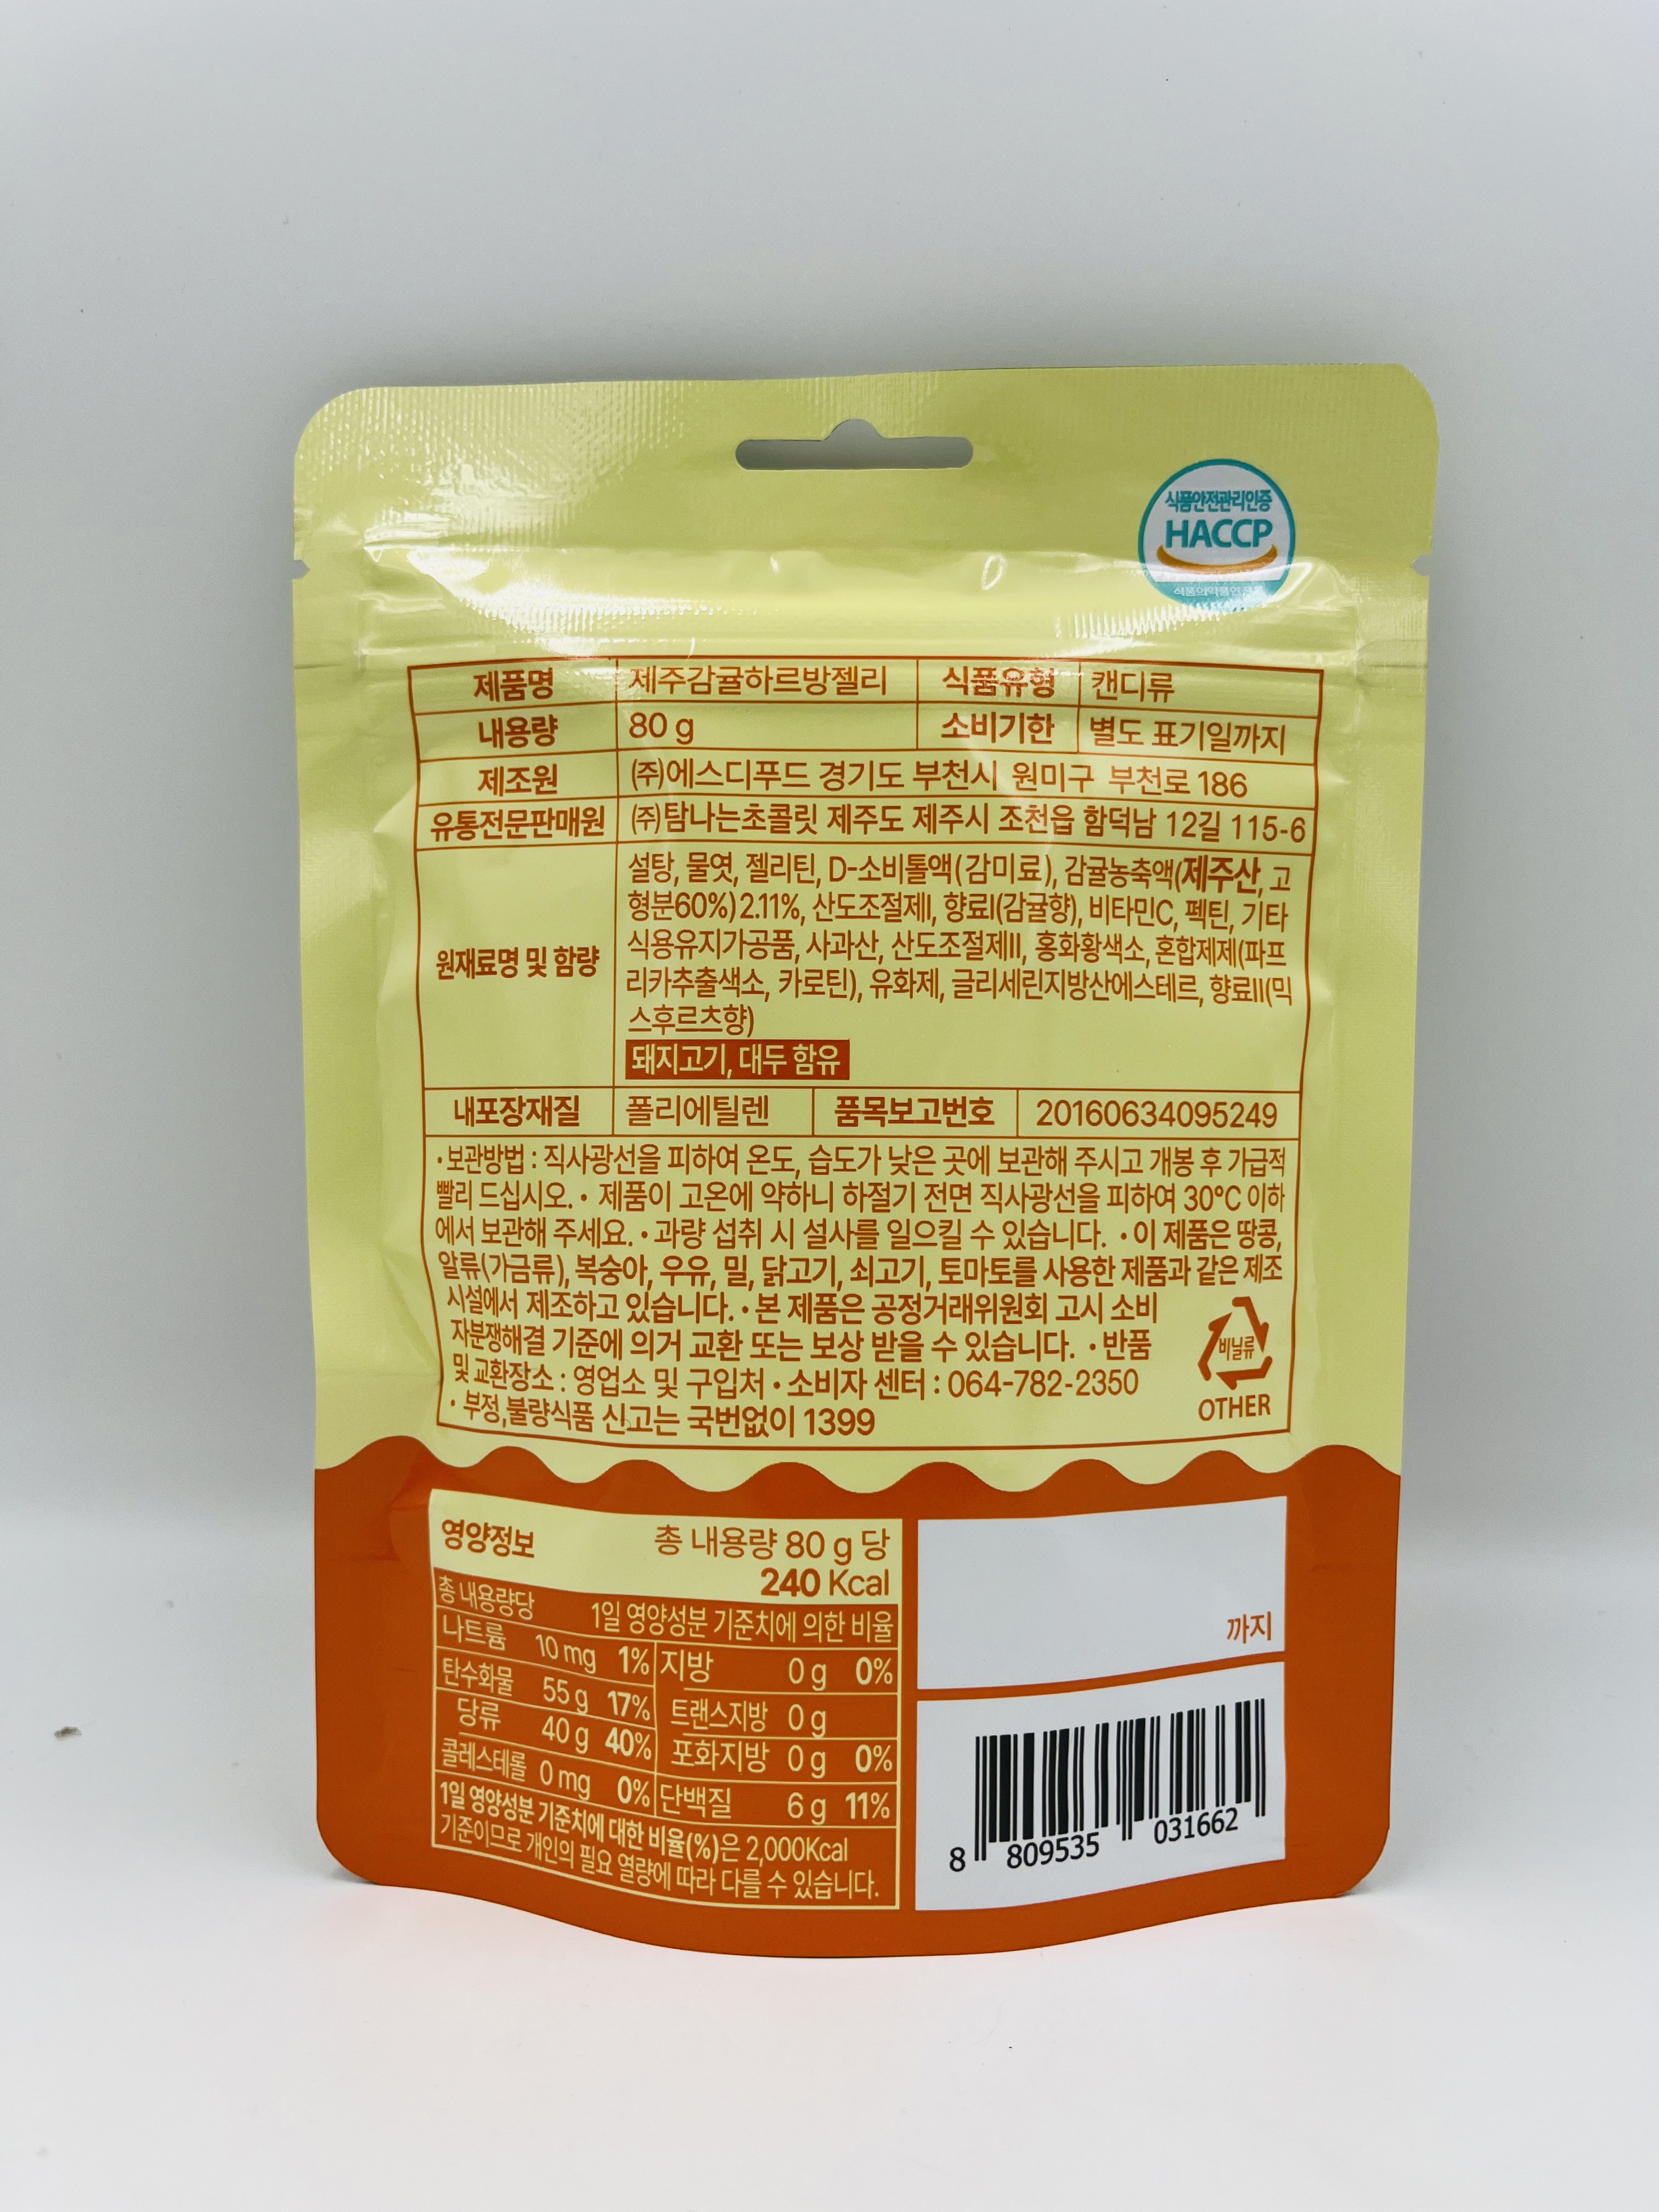 식품안전관리인증
HACCP
제품명 제주감귤하르방젤리 식품유형 캔디류
내용량 80 g 소비기한 별도 표기일까지
제조원 (주)에스디푸드 경기도 부천시 원미구 부천로 186
유통전문판매원 (주)탐나는초콜릿 제주도 제주시 조천읍 함덕남 12길 115-6
원재료명 및 함량
설탕, 물엿, 젤리틴, D-소비톨액(감미료), 감귤농축액(제주산, 고
형분60%)2.11%, 산도조절제I, 향료I(감귤향), 비타민C, 펙틴, 기타
식용유지가공품, 사과산, 산도조절제II, 홍화황색소, 혼합제제(파프
리카추출색소, 카로틴), 유화제, 글리세린지방산에스테르, 향료II(믹
스후르츠향)
돼지고기, 대두 함유
내포장재질 폴리에틸렌 품목보고번호 20160634095249
•보관방법 : 직사광선을 피하여 온도, 습도가 낮은 곳에 보관해 주시고 개봉 후 가급적
빨리 드십시오. • 제품이 고온에 약하니 하절기 전면 직사광선을 피하여 30°C 이하
에서 보관해 주세요. • 과량 섭취 시 설사를 일으킬 수 있습니다. • 이 제품은 땅콩,
알류(가금류), 복숭아, 우유, 밀, 닭고기, 쇠고기, 토마토를 사용한 제품과 같은 제조
시설에서 제조하고 있습니다. • 본 제품은 공정거래위원회 고시 소비
자분쟁해결 기준에 의거 교환 또는 보상 받을 수 있습니다. • 반품
및 교환장소 : 영업소 및 구입처 • 소비자 센터 : 064-782-2350
• 부정,불량식품 신고는 국번없이 1399
비닐류
OTHER
영양정보 총 내용량 80 g 당
240 Kcal
총 내용량당 1일 영양성분 기준치에 의한 비율
나트륨 10 mg 1% 지방 0 g 0%
탄수화물 55 g 17% 트랜스지방 0 g
당류 40 g 40% 포화지방 0 g 0%
콜레스테롤 0 mg 0% 단백질 6 g 11%
1일 영양성분 기준치에 대한 비율(%)은 2,000Kcal
기준이므로 개인의 필요 열량에 따라 다를 수 있습니다.
까지
8 809535 031662